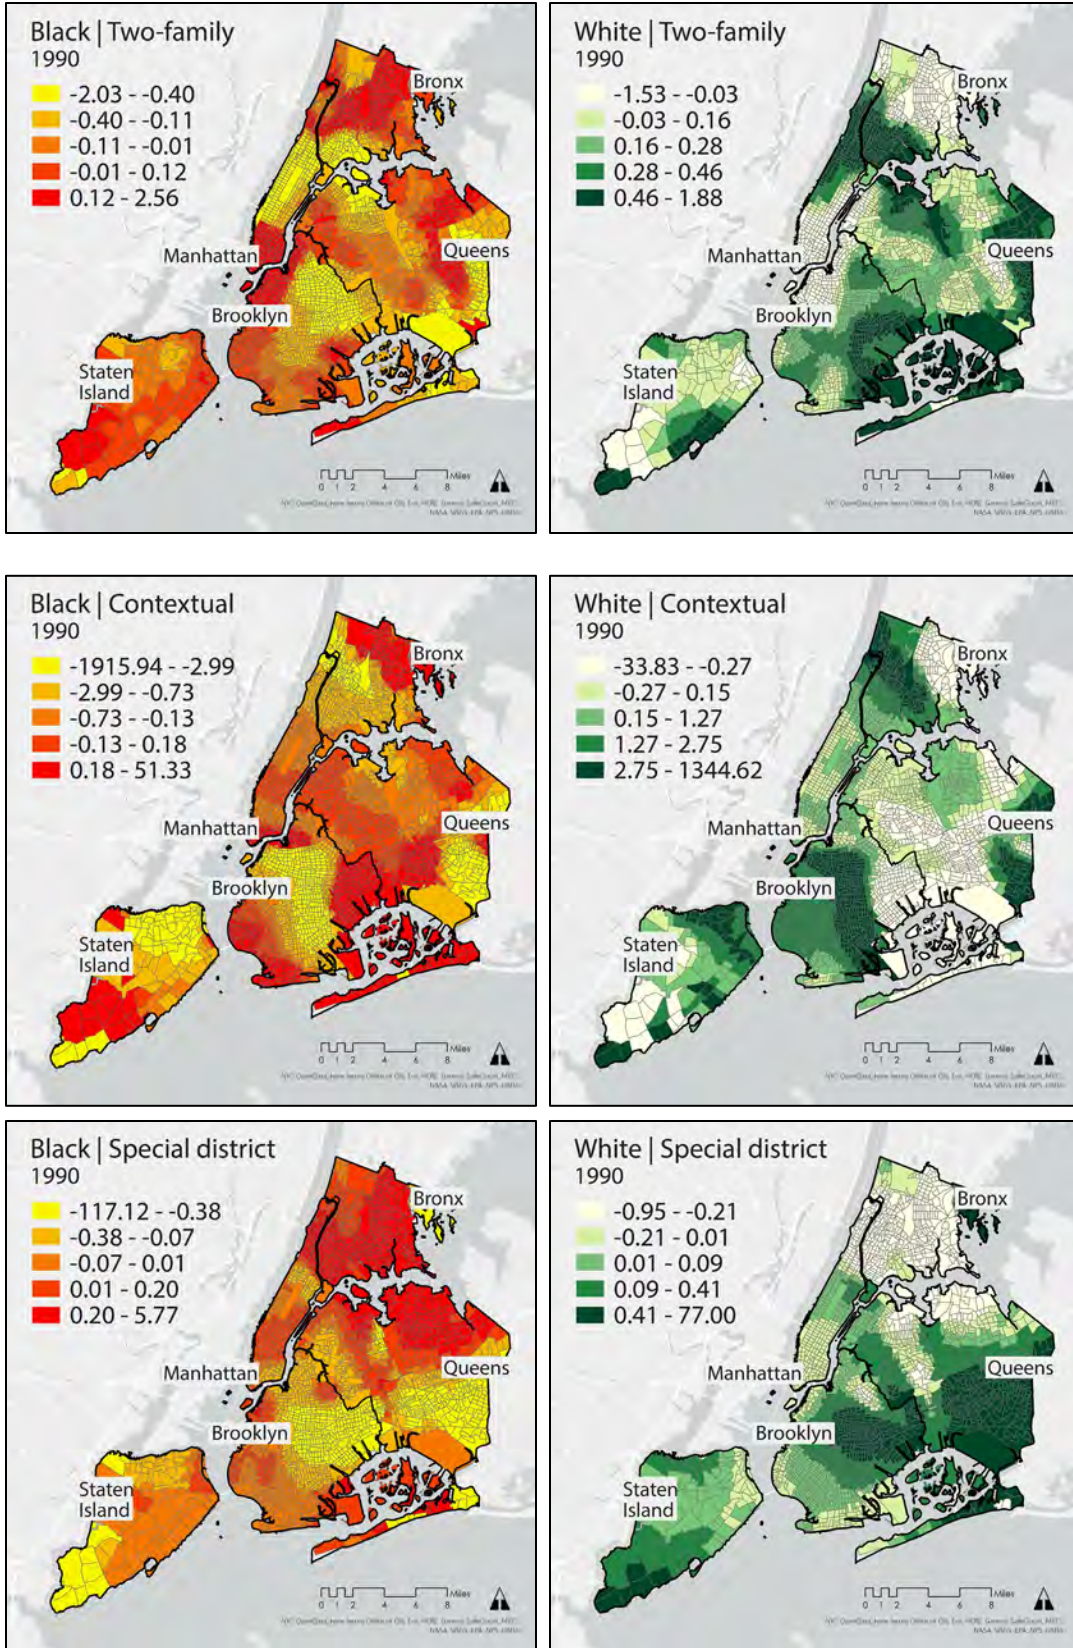 Black | Two-family
1990
-2.03 - -0.40
-0.40 - -0.11
-0.11 - -0.01
-0.01 - 0.12
0.12 - 2.56
Bronx
Manhattan
Queens
Brooklyn
Staten
Island
0 1 2 4 6 8 Miles
White | Two-family
1990
-1.53 - -0.03
-0.03 - 0.16
0.16 - 0.28
0.28 - 0.46
0.46 - 1.88
Bronx
Manhattan
Queens
Brooklyn
Staten
Island
0 1 2 4 6 8 Miles
Black | Contextual
1990
-1915.94 - -2.99
-2.99 - -0.73
-0.73 - -0.13
-0.13 - 0.18
0.18 - 51.33
Bronx
Manhattan
Queens
Brooklyn
Staten
Island
0 1 2 4 6 8 Miles
White | Contextual
1990
-33.83 - -0.27
-0.27 - 0.15
0.15 - 1.27
1.27 - 2.75
2.75 - 1344.62
Bronx
Manhattan
Queens
Brooklyn
Staten
Island
0 1 2 4 6 8 Miles
Black | Special district
1990
-117.12 - -0.38
-0.38 - -0.07
-0.07 - 0.01
0.01 - 0.20
0.20 - 5.77
Bronx
Manhattan
Queens
Brooklyn
Staten
Island
0 1 2 4 6 8 Miles
White | Special district
1990
-0.95 - -0.21
-0.21 - 0.01
0.01 - 0.09
0.09 - 0.41
0.41 - 77.00
Bronx
Manhattan
Queens
Brooklyn
Staten
Island
0 1 2 4 6 8 Miles